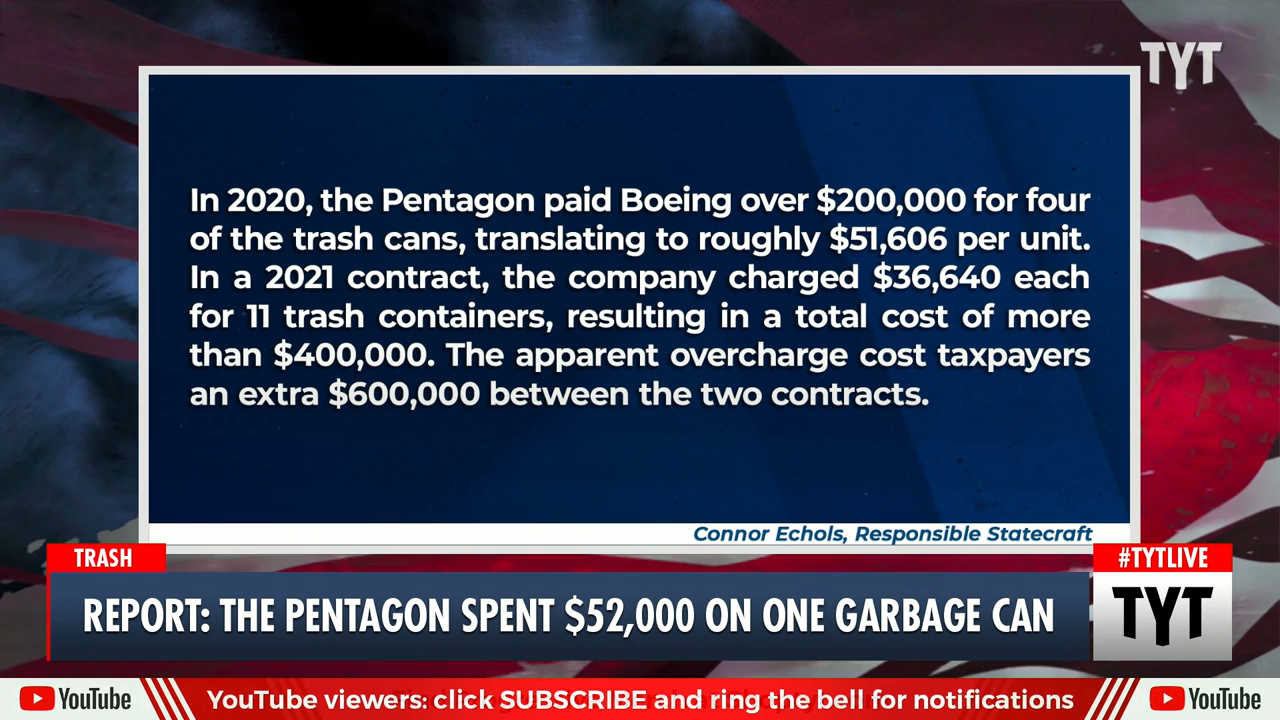 TYT
In 2020, the Pentagon paid Boeing over $200,000 for four
of the trash cans, translating to roughly $51,606 per unit.
In a 2021 contract, the company charged $36,640 each
for 11 trash containers, resulting in a total cost of more
than $400,000. The apparent overcharge cost taxpayers
an extra $600,000 between the two contracts.
Connor Echols, Responsible Statecraft
TRASH
#TYTLIVE
REPORT: THE PENTAGON SPENT $52,000 ON ONE GARBAGE CAN
TYT
YouTube
YouTube viewers: click SUBSCRIBE and ring the bell for notifications
YouTube